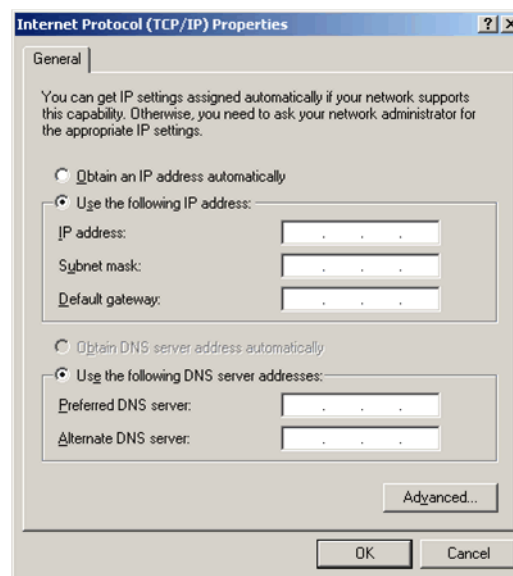 Internet Protocol (TCP/IP) Properties
General
You can get IP settings assigned automatically if your network supports
this capability. Otherwise, you need to ask your network administrator for
the appropriate IP settings.
Obtain an IP address automatically
Use the following IP address:
IP address:
Subnet mask:
Default gateway:
Obtain DNS server address automatically
Use the following DNS server addresses:
Preferred DNS server:
Alternate DNS server:
Advanced...
OK Cancel